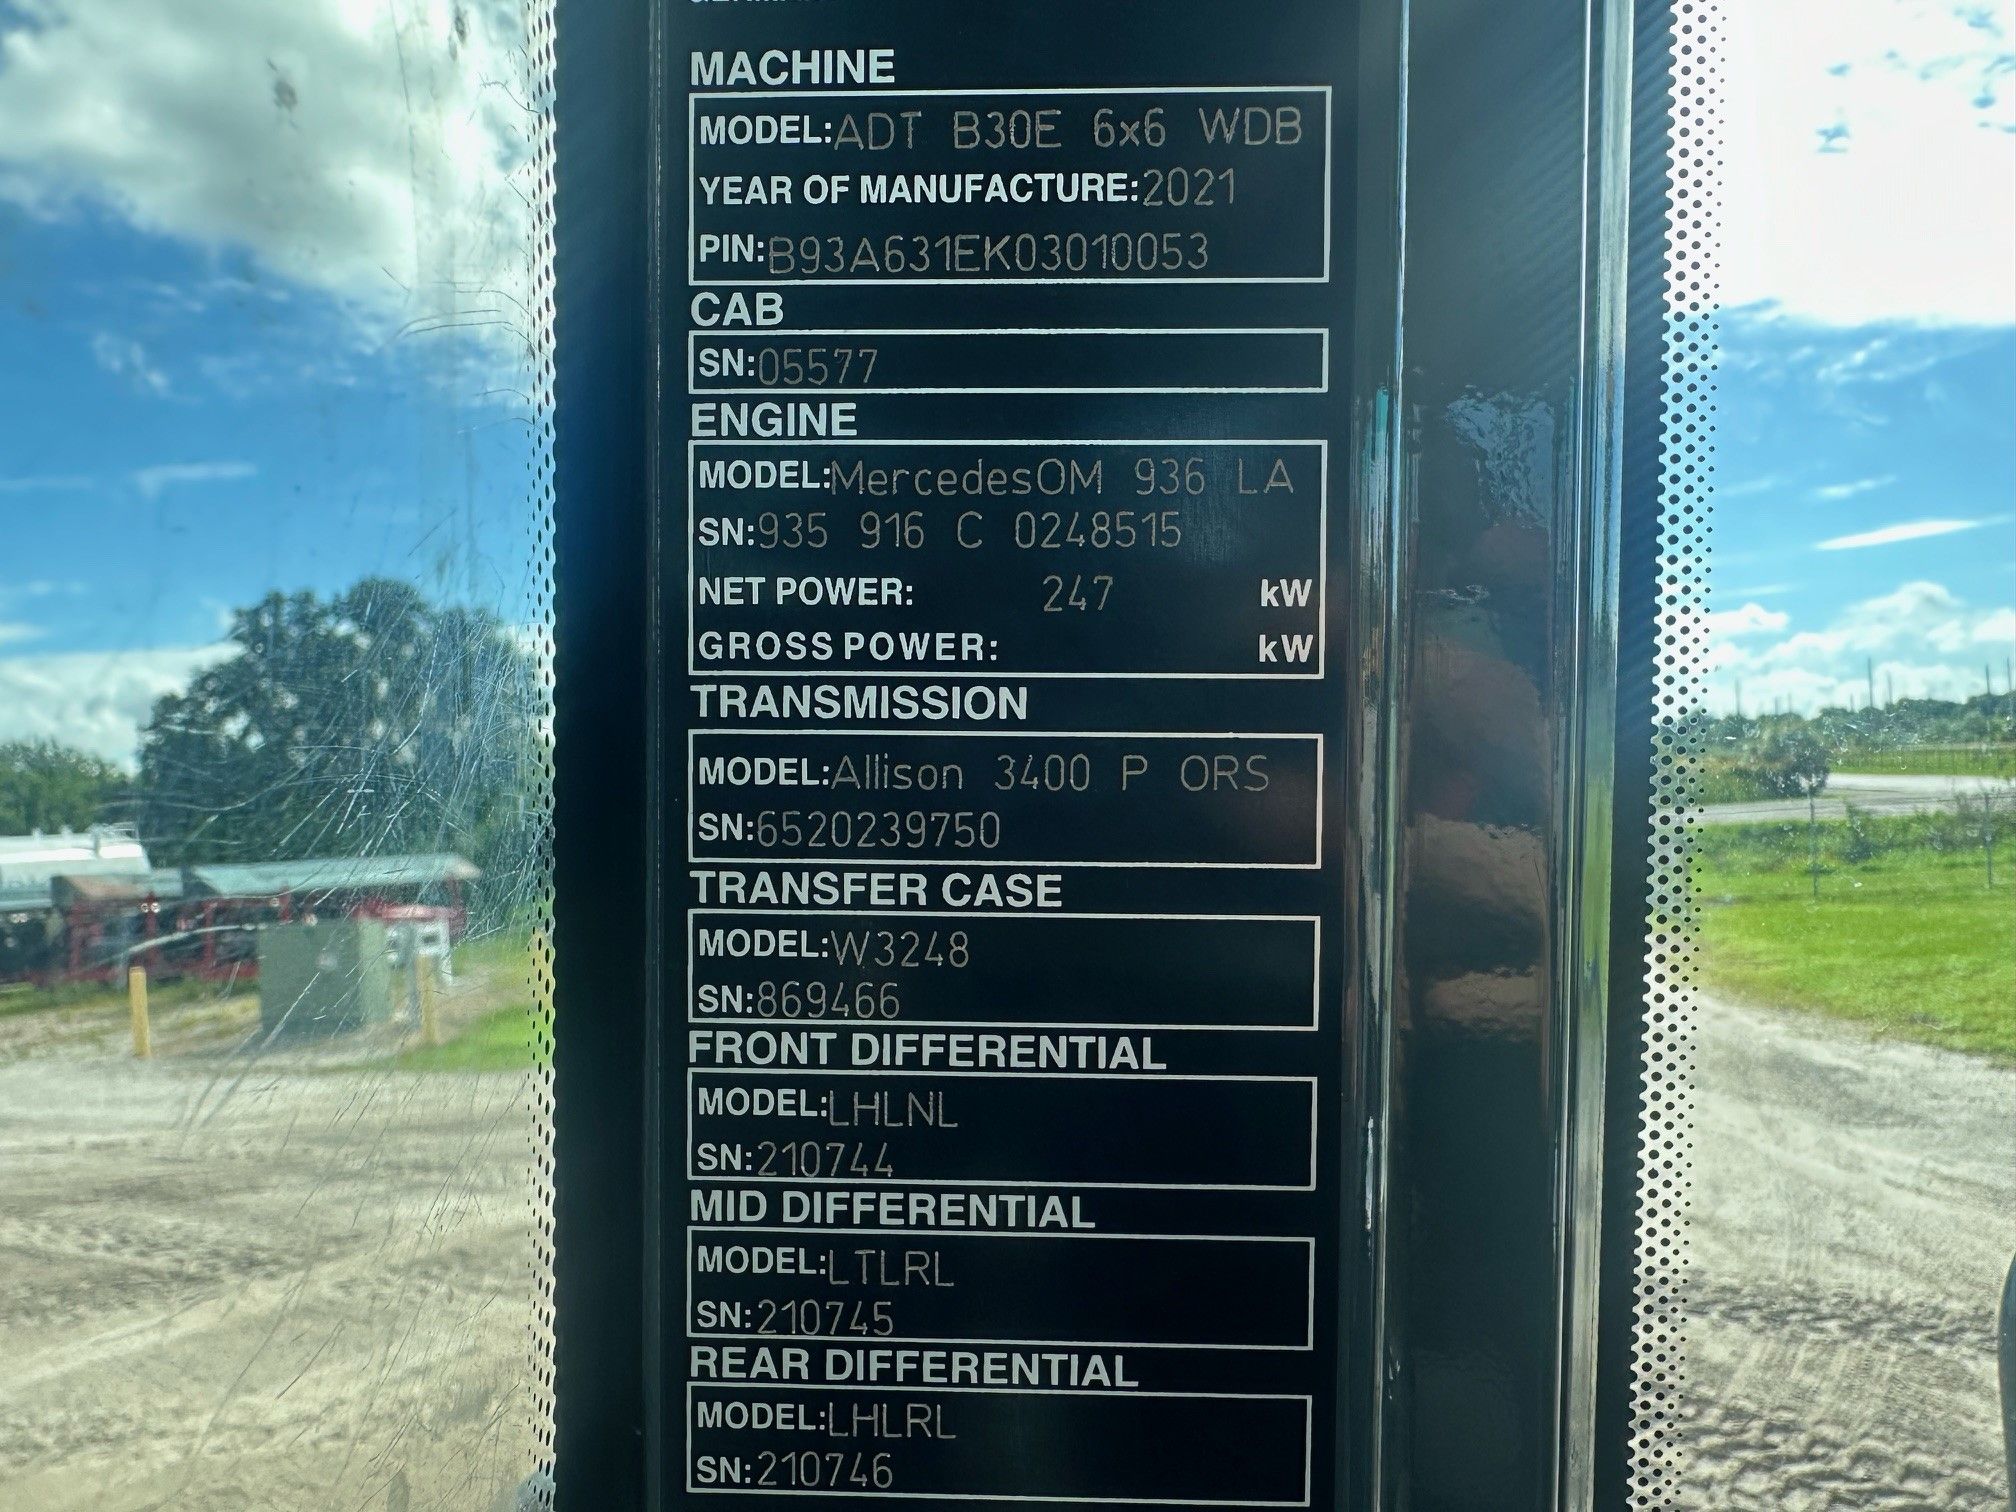 MACHINE
MODEL:ADT B30E 6x6 WDB
YEAR OF MANUFACTURE:2021
PIN:B93A631EK03010053
CAB
SN:05577
ENGINE
MODEL:MercedesOM 936 LA
SN:935 916 C 0248515
NET POWER: 247 kW
GROSS POWER: kW
TRANSMISSION
MODEL:Allison 3400 P ORS
SN:6520239750
TRANSFER CASE
MODEL:W3248
SN:869466
FRONT DIFFERENTIAL
MODEL:LHLNL
SN:210744
MID DIFFERENTIAL
MODEL:LTLRL
SN:210745
REAR DIFFERENTIAL
MODEL:LHLRL
SN:210746